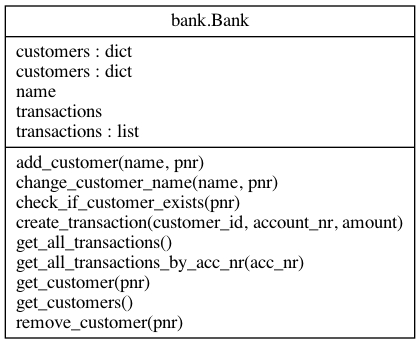 bank.Bank
customers : dict
customers : dict
name
transactions
transactions : list
add_customer(name, pnr)
change_customer_name(name, pnr)
check_if_customer_exists(pnr)
create_transaction(customer_id, account_nr, amount)
get_all_transactions()
get_all_transactions_by_acc_nr(acc_nr)
get_customer(pnr)
get_customers()
remove_customer(pnr)